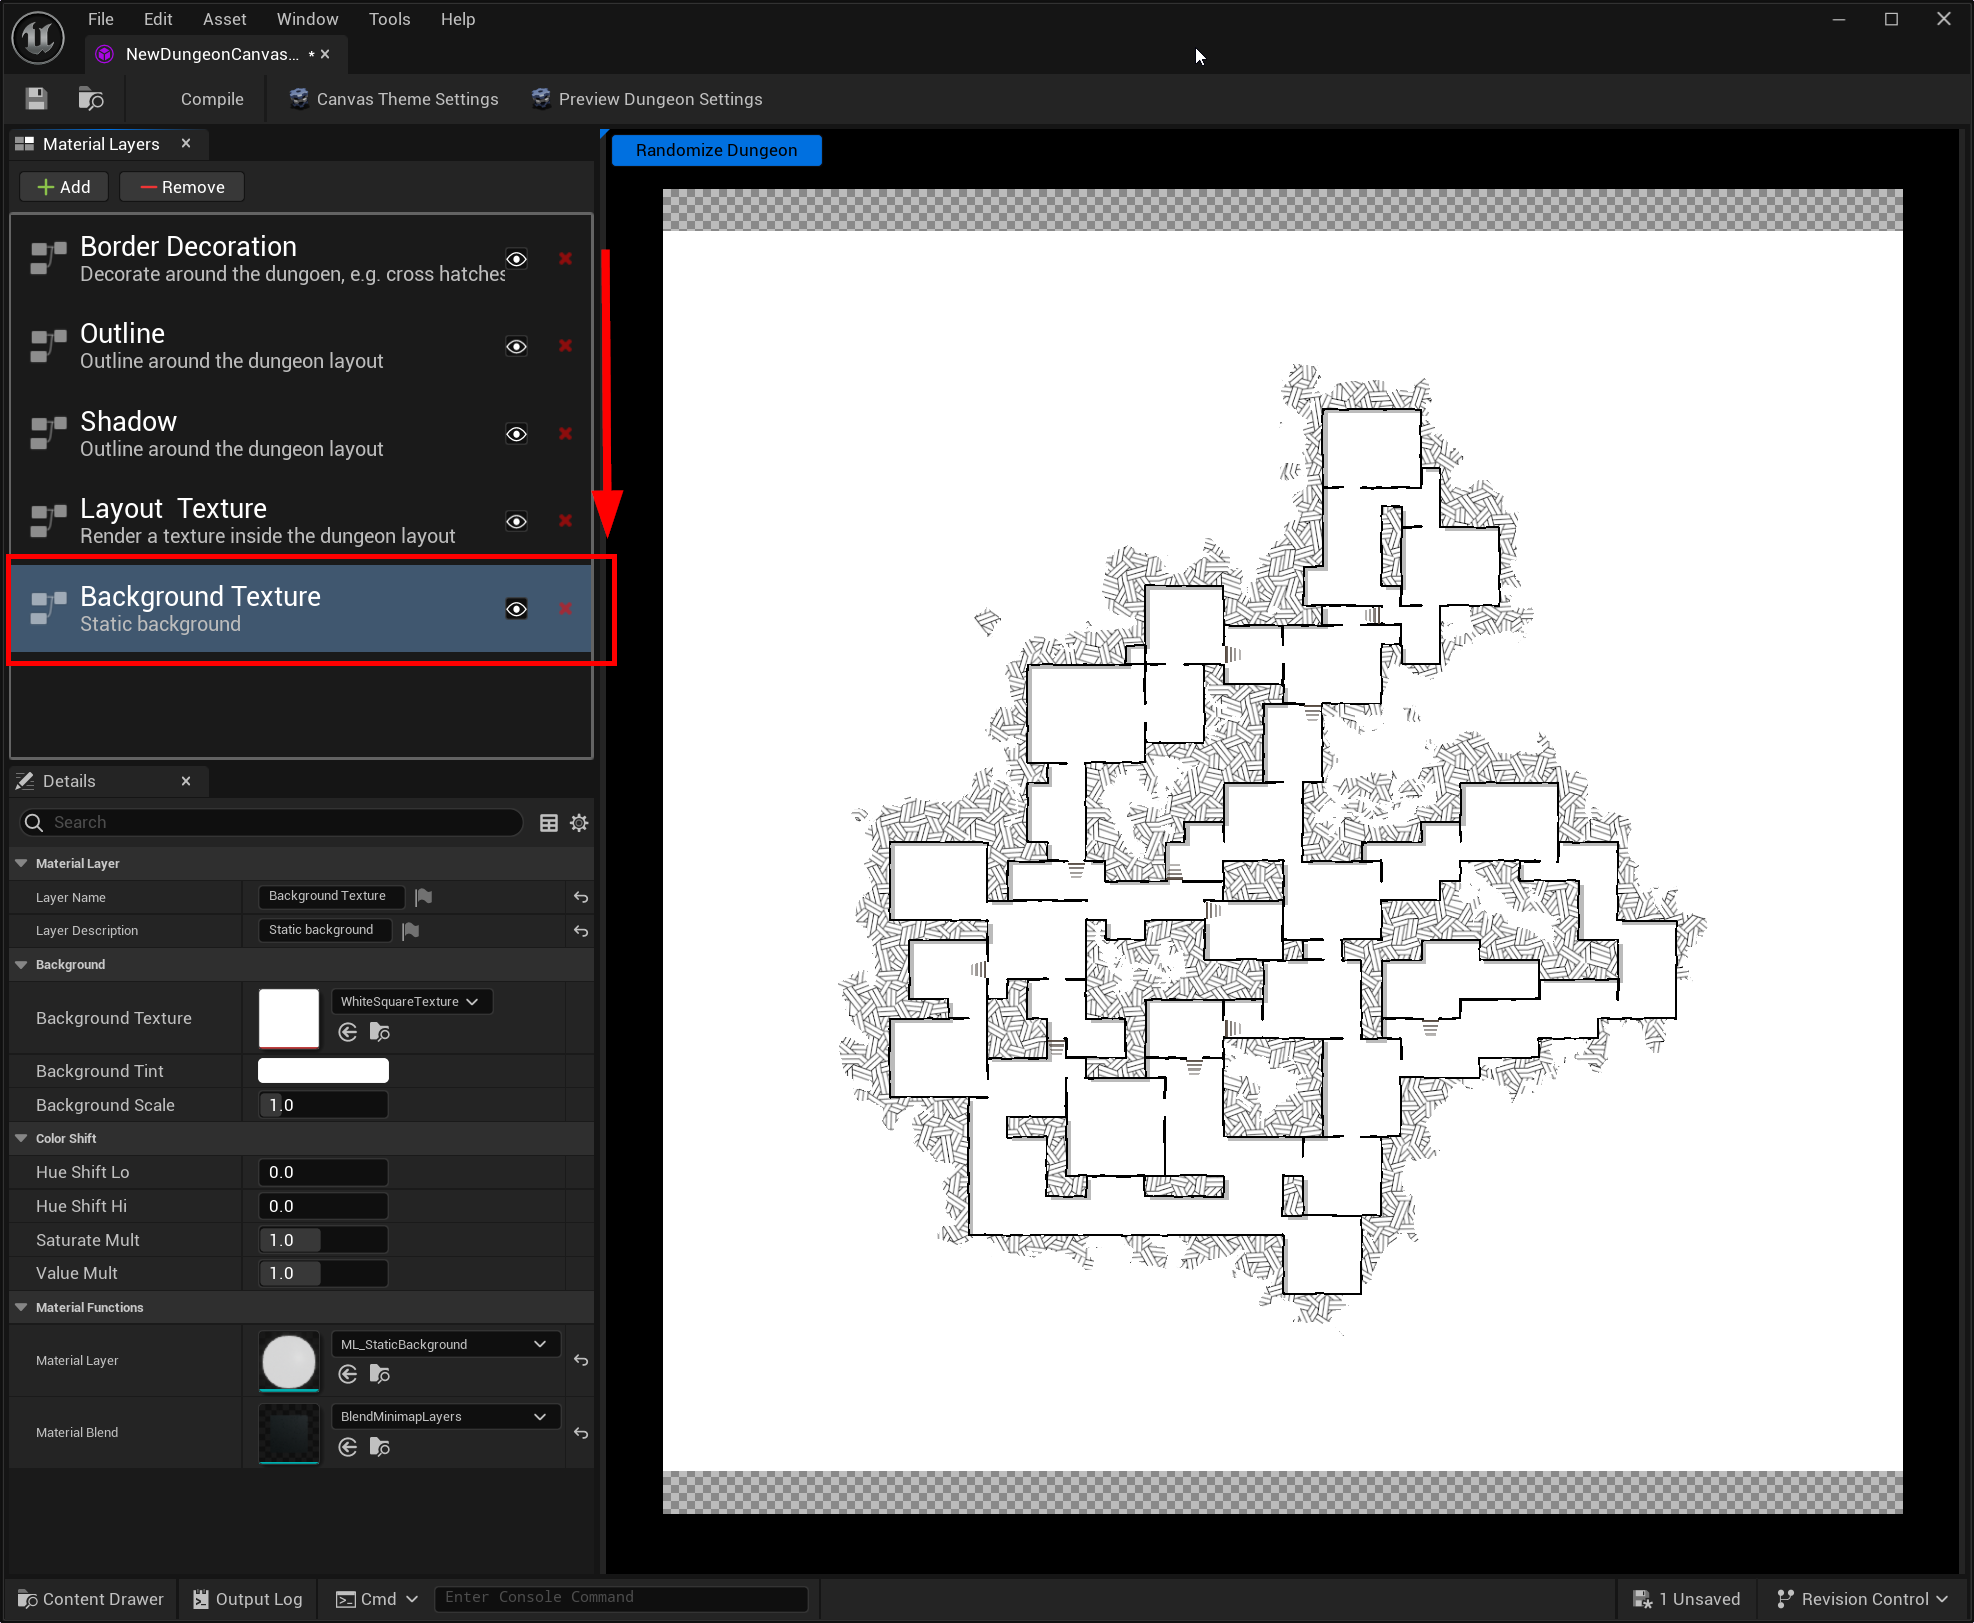 File Edit Asset Window Tools Help
NewDungeonCanvas... *
Compile Canvas Theme Settings Preview Dungeon Settings
Material Layers
Randomize Dungeon
Add Remove
Border Decoration
Decorate around the dungoen, e.g. cross hatches
Outline
Outline around the dungeon layout
Shadow
Outline around the dungeon layout
Layout Texture
Render a texture inside the dungeon layout
Background Texture
Static background
Details
Search
Material Layer
Layer Name Background Texture
Layer Description Static background
Background
Background Texture WhiteSquareTexture
Background Tint
Background Scale 1.0
Color Shift
Hue Shift Lo 0.0
Hue Shift Hi 0.0
Saturate Mult 1.0
Value Mult 1.0
Material Functions
Material Layer ML_StaticBackground
Material Blend BlendMinimapLayers
Content Drawer Output Log Cmd Enter Console Command 1 Unsaved Revision Control